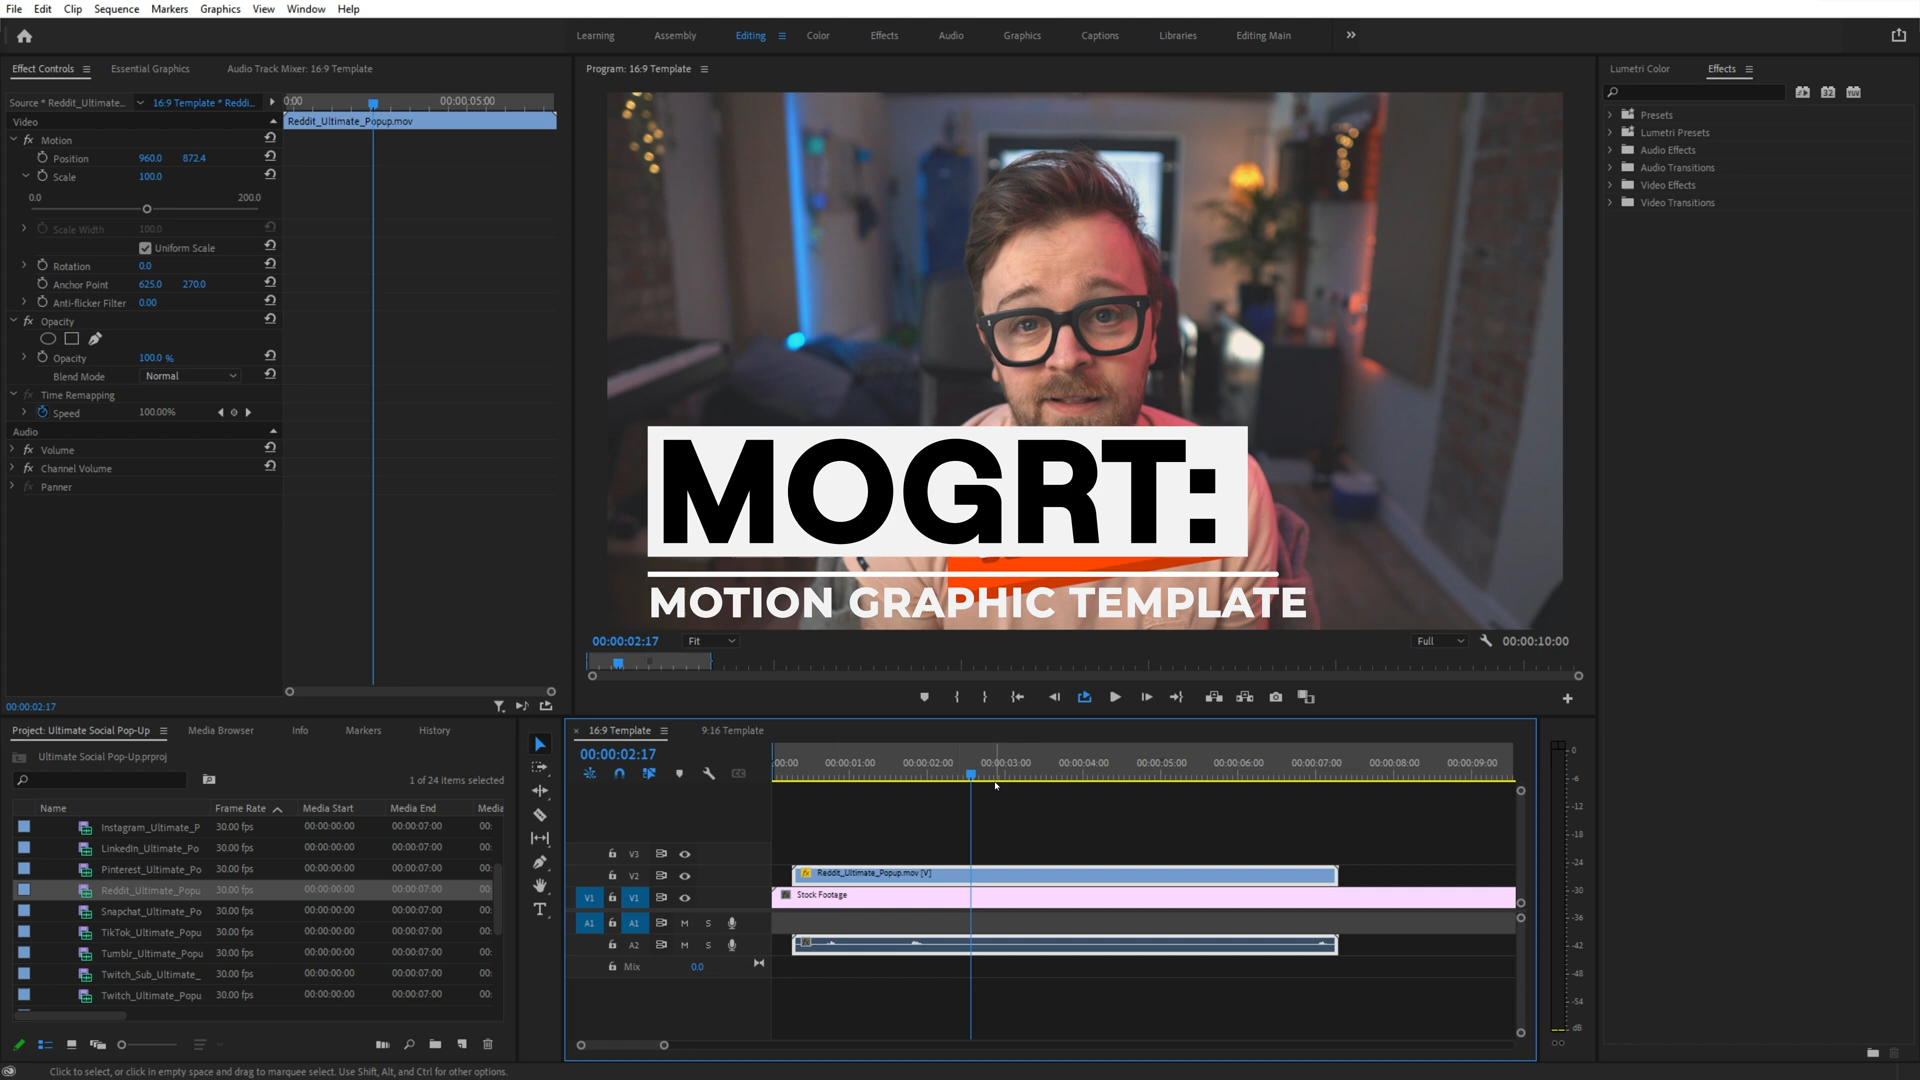 File Edit Clip Sequence Markers Graphics View Window Help
Learning Assembly Editing Color Effects Audio Graphics Captions Libraries Editing Main
Effect Controls Essential Graphics Audio Track Mixer: 16:9 Template
Source * Reddit_Ultimate... 16:9 Template * Reddi...
0:00 00:00:05:00
Video
Reddit_Ultimate_Popup.mov
fx Motion
Position 960.0 872.4
Scale 100.0
0.0 200.0
Scale Width 100.0
Uniform Scale
Rotation 0.0
Anchor Point 625.0 270.0
Anti-flicker Filter 0.00
fx Opacity
Opacity 100.0 %
Blend Mode Normal
fx Time Remapping
Speed 100.00%
Audio
fx Volume
fx Channel Volume
fx Panner
00:00:02:17
Program: 16:9 Template
MOGRT:
MOTION GRAPHIC TEMPLATE
00:00:02:17 Fit Full 00:00:10:00
Lumetri Color Effects
32 YUV
Presets
Lumetri Presets
Audio Effects
Audio Transitions
Video Effects
Video Transitions
Project: Ultimate Social Pop-Up Media Browser Info Markers History
Ultimate Social Pop-Up.prproj
1 of 24 items selected
Name Frame Rate Media Start Media End Media
Instagram_Ultimate_P 30.00 fps 00:00:00:00 00:00:07:00 00:
LinkedIn_Ultimate_Po 30.00 fps 00:00:00:00 00:00:07:00 00:
Pinterest_Ultimate_Po 30.00 fps 00:00:00:00 00:00:07:00 00:
Reddit_Ultimate_Popu 30.00 fps 00:00:00:00 00:00:07:00 00:
Snapchat_Ultimate_Po 30.00 fps 00:00:00:00 00:00:07:00 00:
TikTok_Ultimate_Popu 30.00 fps 00:00:00:00 00:00:07:00 00:
Tumblr_Ultimate_Popu 30.00 fps 00:00:00:00 00:00:07:00 00:
Twitch_Sub_Ultimate_ 30.00 fps 00:00:00:00 00:00:07:00 00:
Twitch_Ultimate_Popu 30.00 fps 00:00:00:00 00:00:07:00 00:
16:9 Template 9:16 Template
00:00:02:17
:00:00 00:00:01:00 00:00:02:00 00:00:03:00 00:00:04:00 00:00:05:00 00:00:06:00 00:00:07:00 00:00:08:00 00:00:09:00
V3
V2 fx Reddit_Ultimate_Popup.mov [V]
V1 V1 Stock Footage
A1 A1 M S
A2 M S
Mix 0.0
0
-6
-12
-18
-24
-30
-36
-42
-48
-54
dB
Click to select, or click in empty space and drag to marquee select. Use Shift, Alt, and Ctrl for other options.